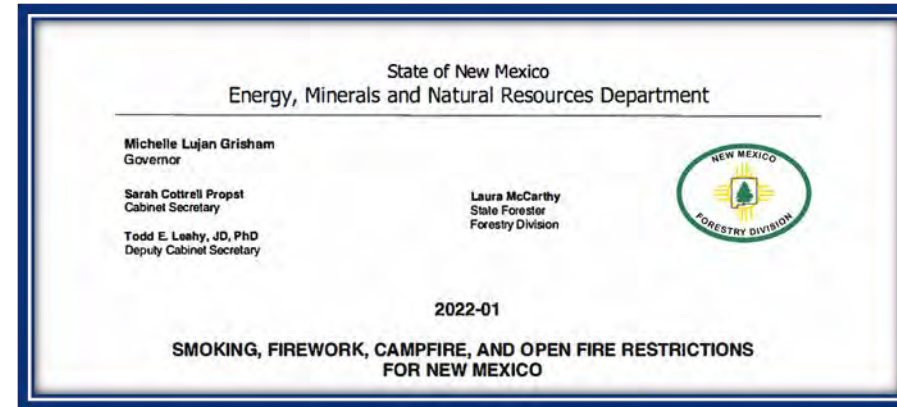 State of New Mexico
Energy, Minerals and Natural Resources Department
Michelle Lujan Grisham
Governor
Sarah Cottrell Propst
Cabinet Secretary
Todd E. Leahy, JD, PhD
Deputy Cabinet Secretary
Laura McCarthy
State Forester
Forestry Division
NEW MEXICO
FORESTRY DIVISION
2022-01
SMOKING, FIREWORK, CAMPFIRE, AND OPEN FIRE RESTRICTIONS
FOR NEW MEXICO